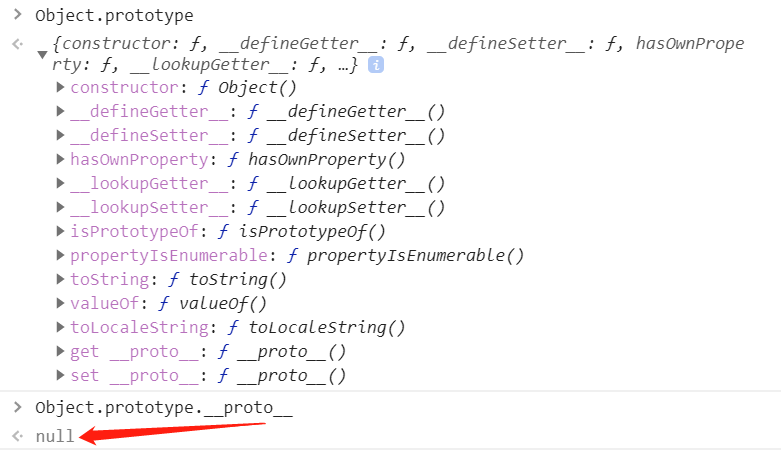 Object.prototype
{constructor: ƒ, __defineGetter__: ƒ, __defineSetter__: ƒ, hasOwnPrope
rty: ƒ, __lookupGetter__: ƒ, …} i
constructor: ƒ Object()
__defineGetter__: ƒ __defineGetter__()
__defineSetter__: ƒ __defineSetter__()
hasOwnProperty: ƒ hasOwnProperty()
__lookupGetter__: ƒ __lookupGetter__()
__lookupSetter__: ƒ __lookupSetter__()
isPrototypeOf: ƒ isPrototypeOf()
propertyIsEnumerable: ƒ propertyIsEnumerable()
toString: ƒ toString()
valueOf: ƒ valueOf()
toLocaleString: ƒ toLocaleString()
get __proto__: ƒ __proto__()
set __proto__: ƒ __proto__()
Object.prototype.__proto__
null